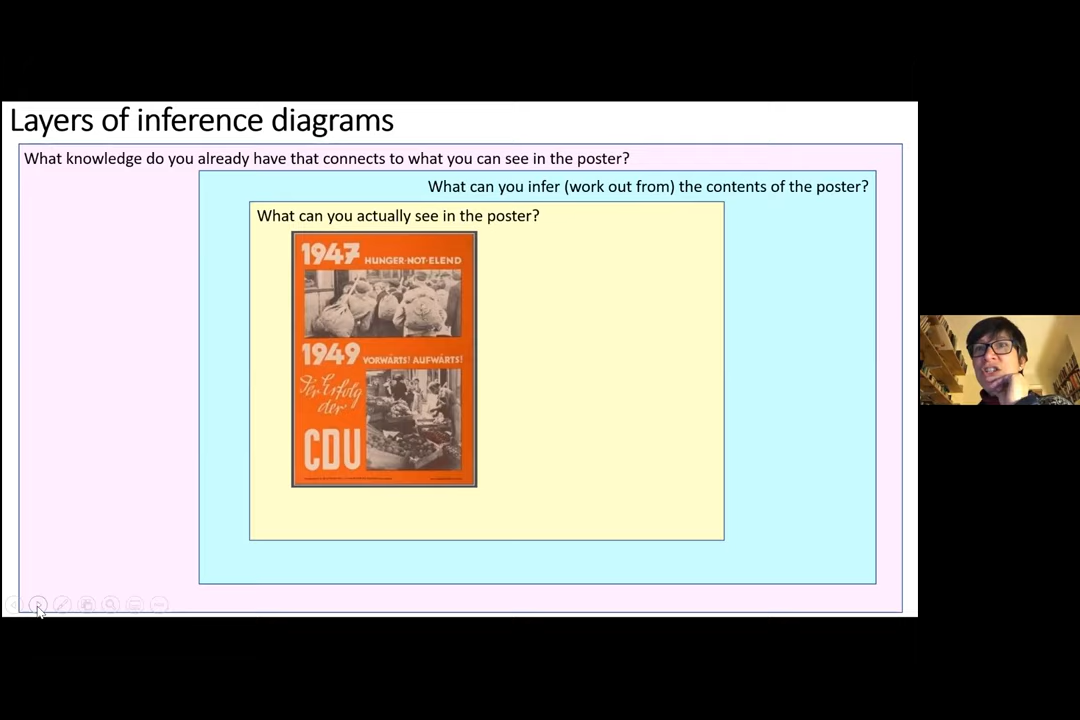 Layers of inference diagrams
What knowledge do you already have that connects to what you can see in the poster?
What can you infer (work out from) the contents of the poster?
What can you actually see in the poster?
1947 HUNGER·NOT·ELEND
1949 VORWÄRTS! AUFWÄRTS!
Der Erfolg
der
CDU